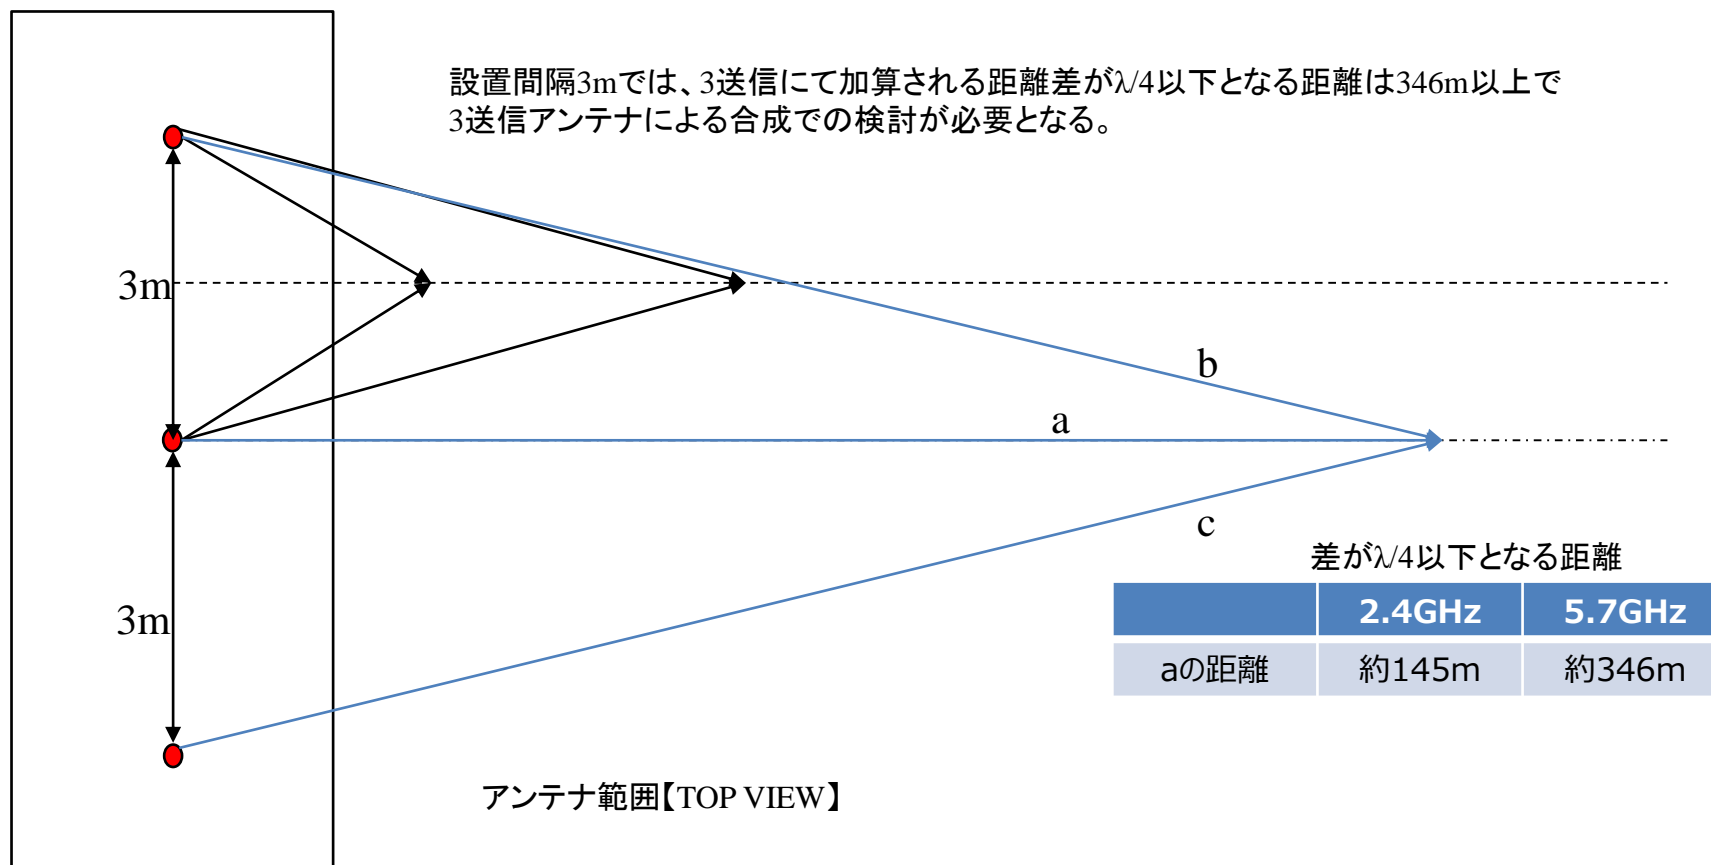 設置間隔3mでは、3送信にて加算される距離差がλ/4以下となる距離は346m以上で
3送信アンテナによる合成での検討が必要となる。
3m
b
a
c
差がλ/4以下となる距離
2.4GHz 5.7GHz
aの距離 約145m 約346m
3m
アンテナ範囲【TOP VIEW】